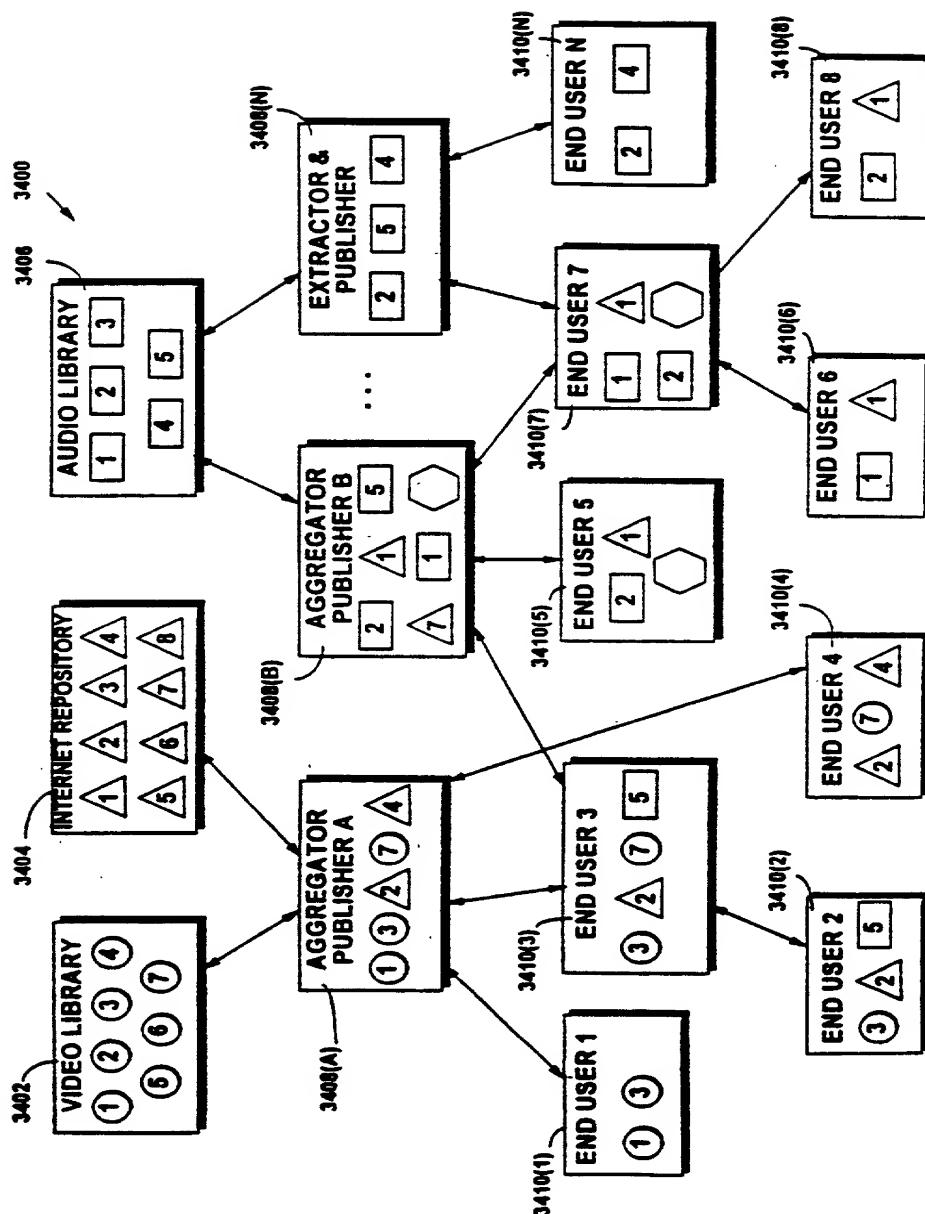 3400
3402
VIDEO LIBRARY
1 2 3 4
5 6 7
3404
INTERNET REPOSITORY
1 2 3 4
5 6 7 8
3406
AUDIO LIBRARY
1 2 3
4 5
3408(A)
AGGREGATOR
PUBLISHER A
1 3 2 7 4
3408(B)
AGGREGATOR
PUBLISHER B
2 1 5
7 1
...
3408(N)
EXTRACTOR &
PUBLISHER
2 5 4
3410(1)
END USER 1
1 3
3410(3)
END USER 3
3 2 7 5
3410(5)
END USER 5
2 1
3410(7)
END USER 7
1 1
2
3410(N)
END USER N
2 4
3410(2)
END USER 2
3 2 5
3410(4)
END USER 4
2 7 4
3410(6)
END USER 6
1 1
3410(8)
END USER 8
2 1